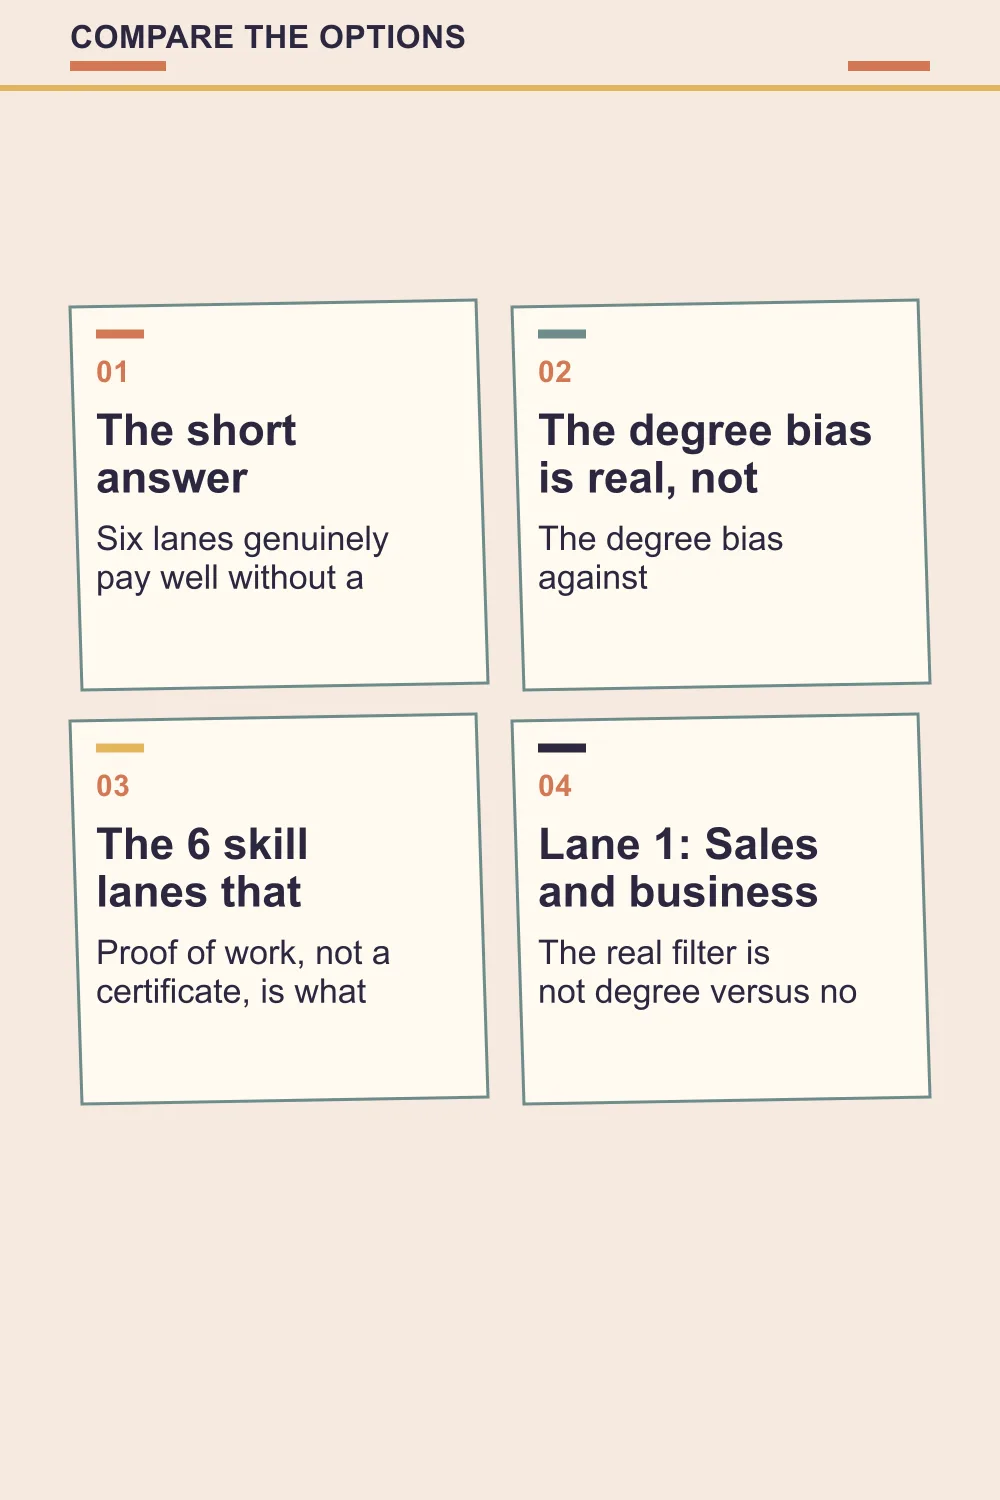 COMPARE THE OPTIONS
01
The short
answer
Six lanes genuinely
pay well without a
02
The degree bias
is real, not
The degree bias
against
03
The 6 skill
lanes that
Proof of work, not a
certificate, is what
04
Lane 1: Sales
and business
The real filter is
not degree versus no